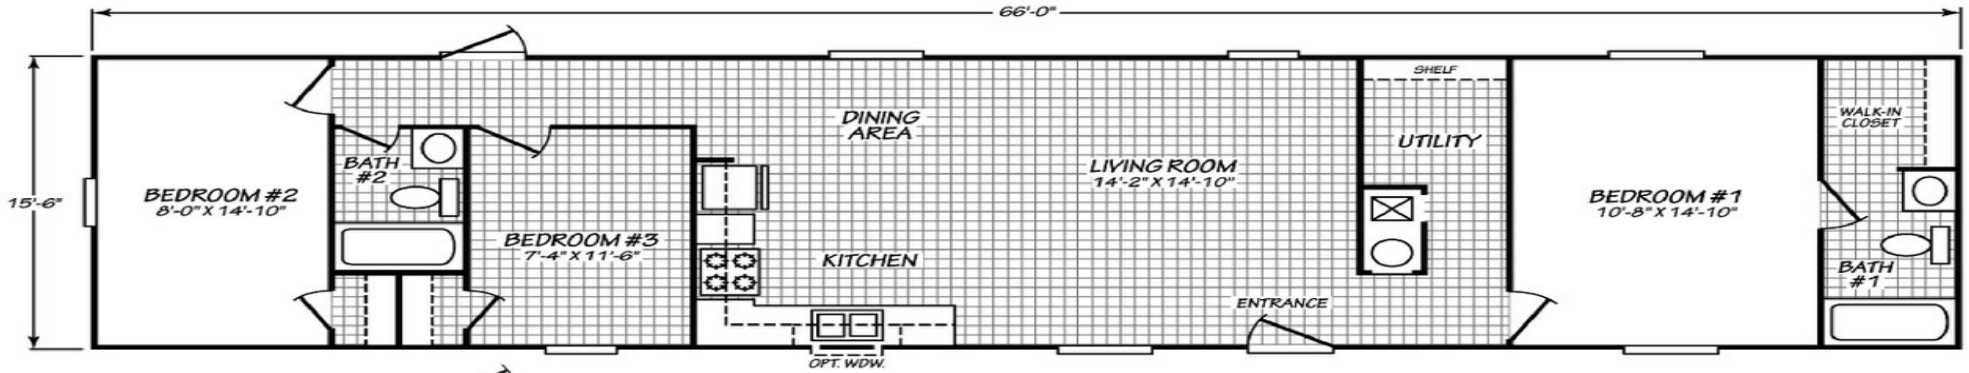 66'-0"
15'-6"
BEDROOM #2
8'-0" X 14'-10"
BATH
#2
BEDROOM #3
7'-4" X 11'-6"
DINING
AREA
KITCHEN
OPT. WDW.
LIVING ROOM
14'-2" X 14'-10"
ENTRANCE
SHELF
UTILITY
BEDROOM #1
10'-8" X 14'-10"
WALK-IN
CLOSET
BATH
#1